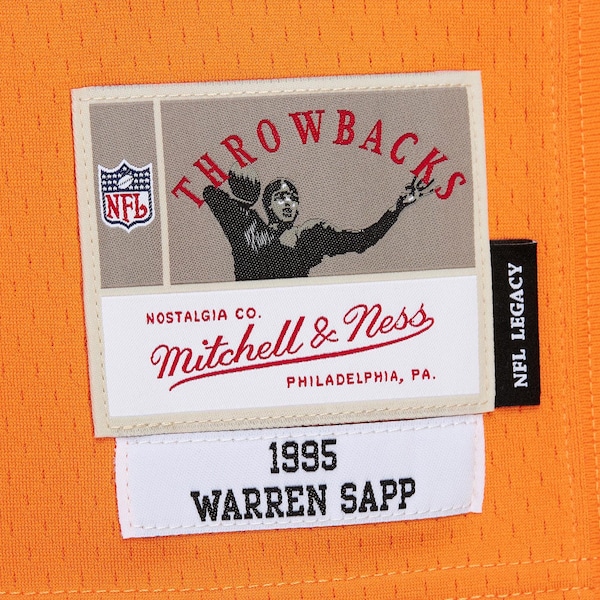 THROWBACKS
NFL
NOSTALGIA CO.
Mitchell & Ness
PHILADELPHIA, PA.
NFL LEGACY
1995
WARREN SAPP